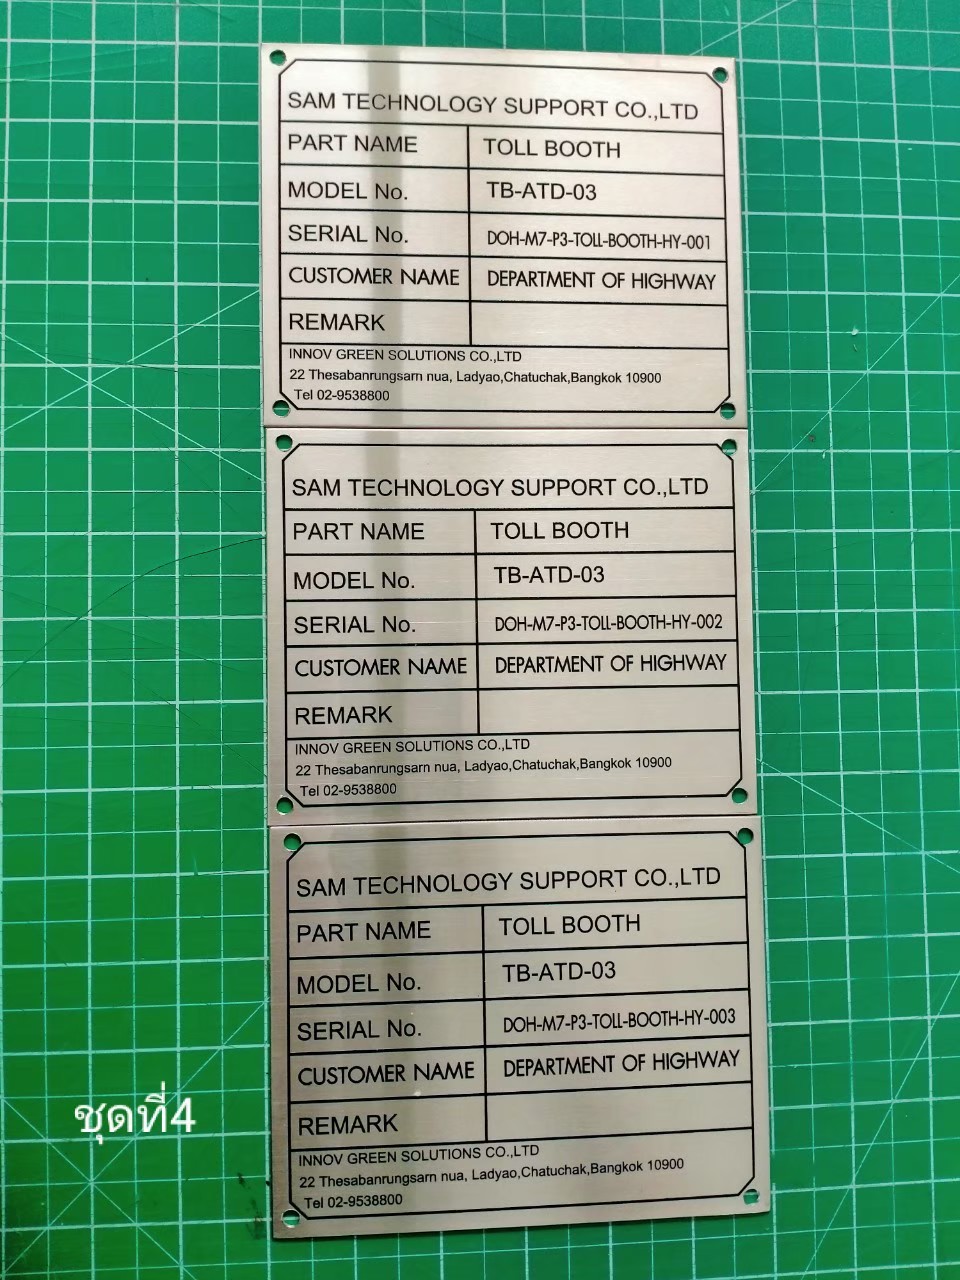 SAM TECHNOLOGY SUPPORT CO.,LTD
PART NAME TOLL BOOTH
MODEL No. TB-ATD-03
SERIAL No. DOH-M7-P3-TOLL-BOOTH-HY-001
CUSTOMER NAME DEPARTMENT OF HIGHWAY
REMARK
INNOV GREEN SOLUTIONS CO.,LTD
22 Thesabanrungsarn nua, Ladyao,Chatuchak,Bangkok 10900
Tel 02-9538800
SAM TECHNOLOGY SUPPORT CO.,LTD
PART NAME TOLL BOOTH
MODEL No. TB-ATD-03
SERIAL No. DOH-M7-P3-TOLL-BOOTH-HY-002
CUSTOMER NAME DEPARTMENT OF HIGHWAY
REMARK
INNOV GREEN SOLUTIONS CO.,LTD
22 Thesabanrungsarn nua, Ladyao,Chatuchak,Bangkok 10900
Tel 02-9538800
SAM TECHNOLOGY SUPPORT CO.,LTD
PART NAME TOLL BOOTH
MODEL No. TB-ATD-03
SERIAL No. DOH-M7-P3-TOLL-BOOTH-HY-003
CUSTOMER NAME DEPARTMENT OF HIGHWAY
REMARK
INNOV GREEN SOLUTIONS CO.,LTD
22 Thesabanrungsarn nua, Ladyao,Chatuchak,Bangkok 10900
Tel 02-9538800
ชุดที่4